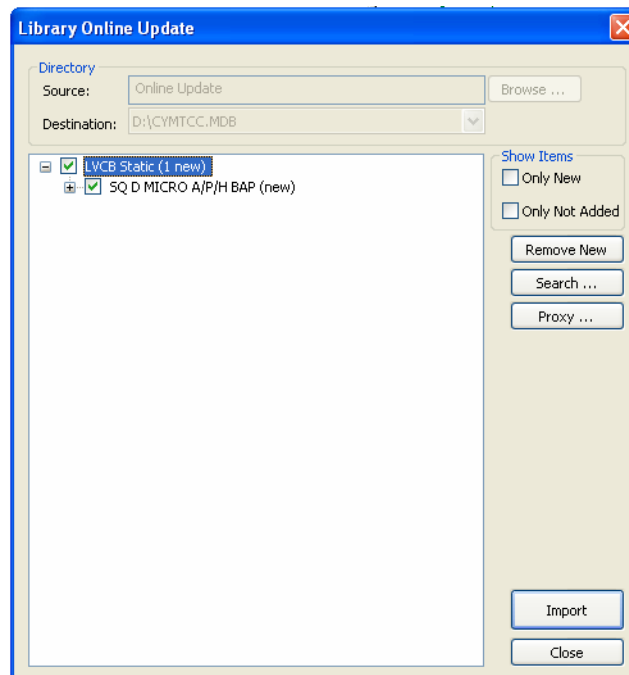 Library Online Update
Directory
Source: Online Update Browse ...
Destination: D:\CYMTCC.MDB
LVCB Static (1 new)
SQ D MICRO A/P/H BAP (new)
Show Items
Only New
Only Not Added
Remove New
Search ...
Proxy ...
Import
Close